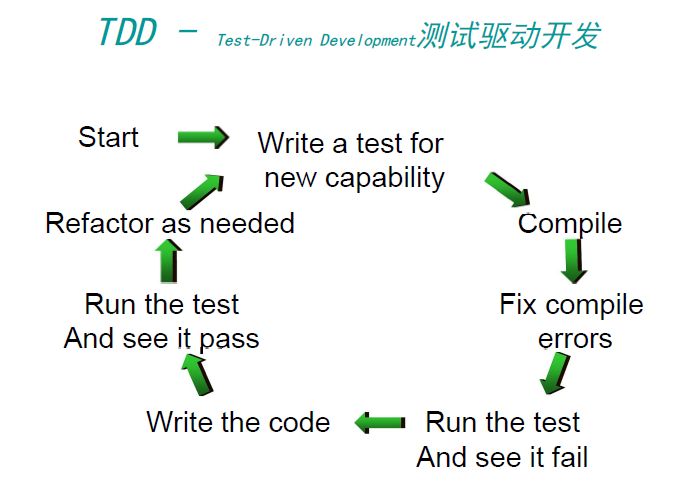 TDD - Test-Driven Development测试驱动开发
Start
Write a test for
new capability
Refactor as needed
Compile
Run the test
And see it pass
Fix compile
errors
Write the code
Run the test
And see it fail